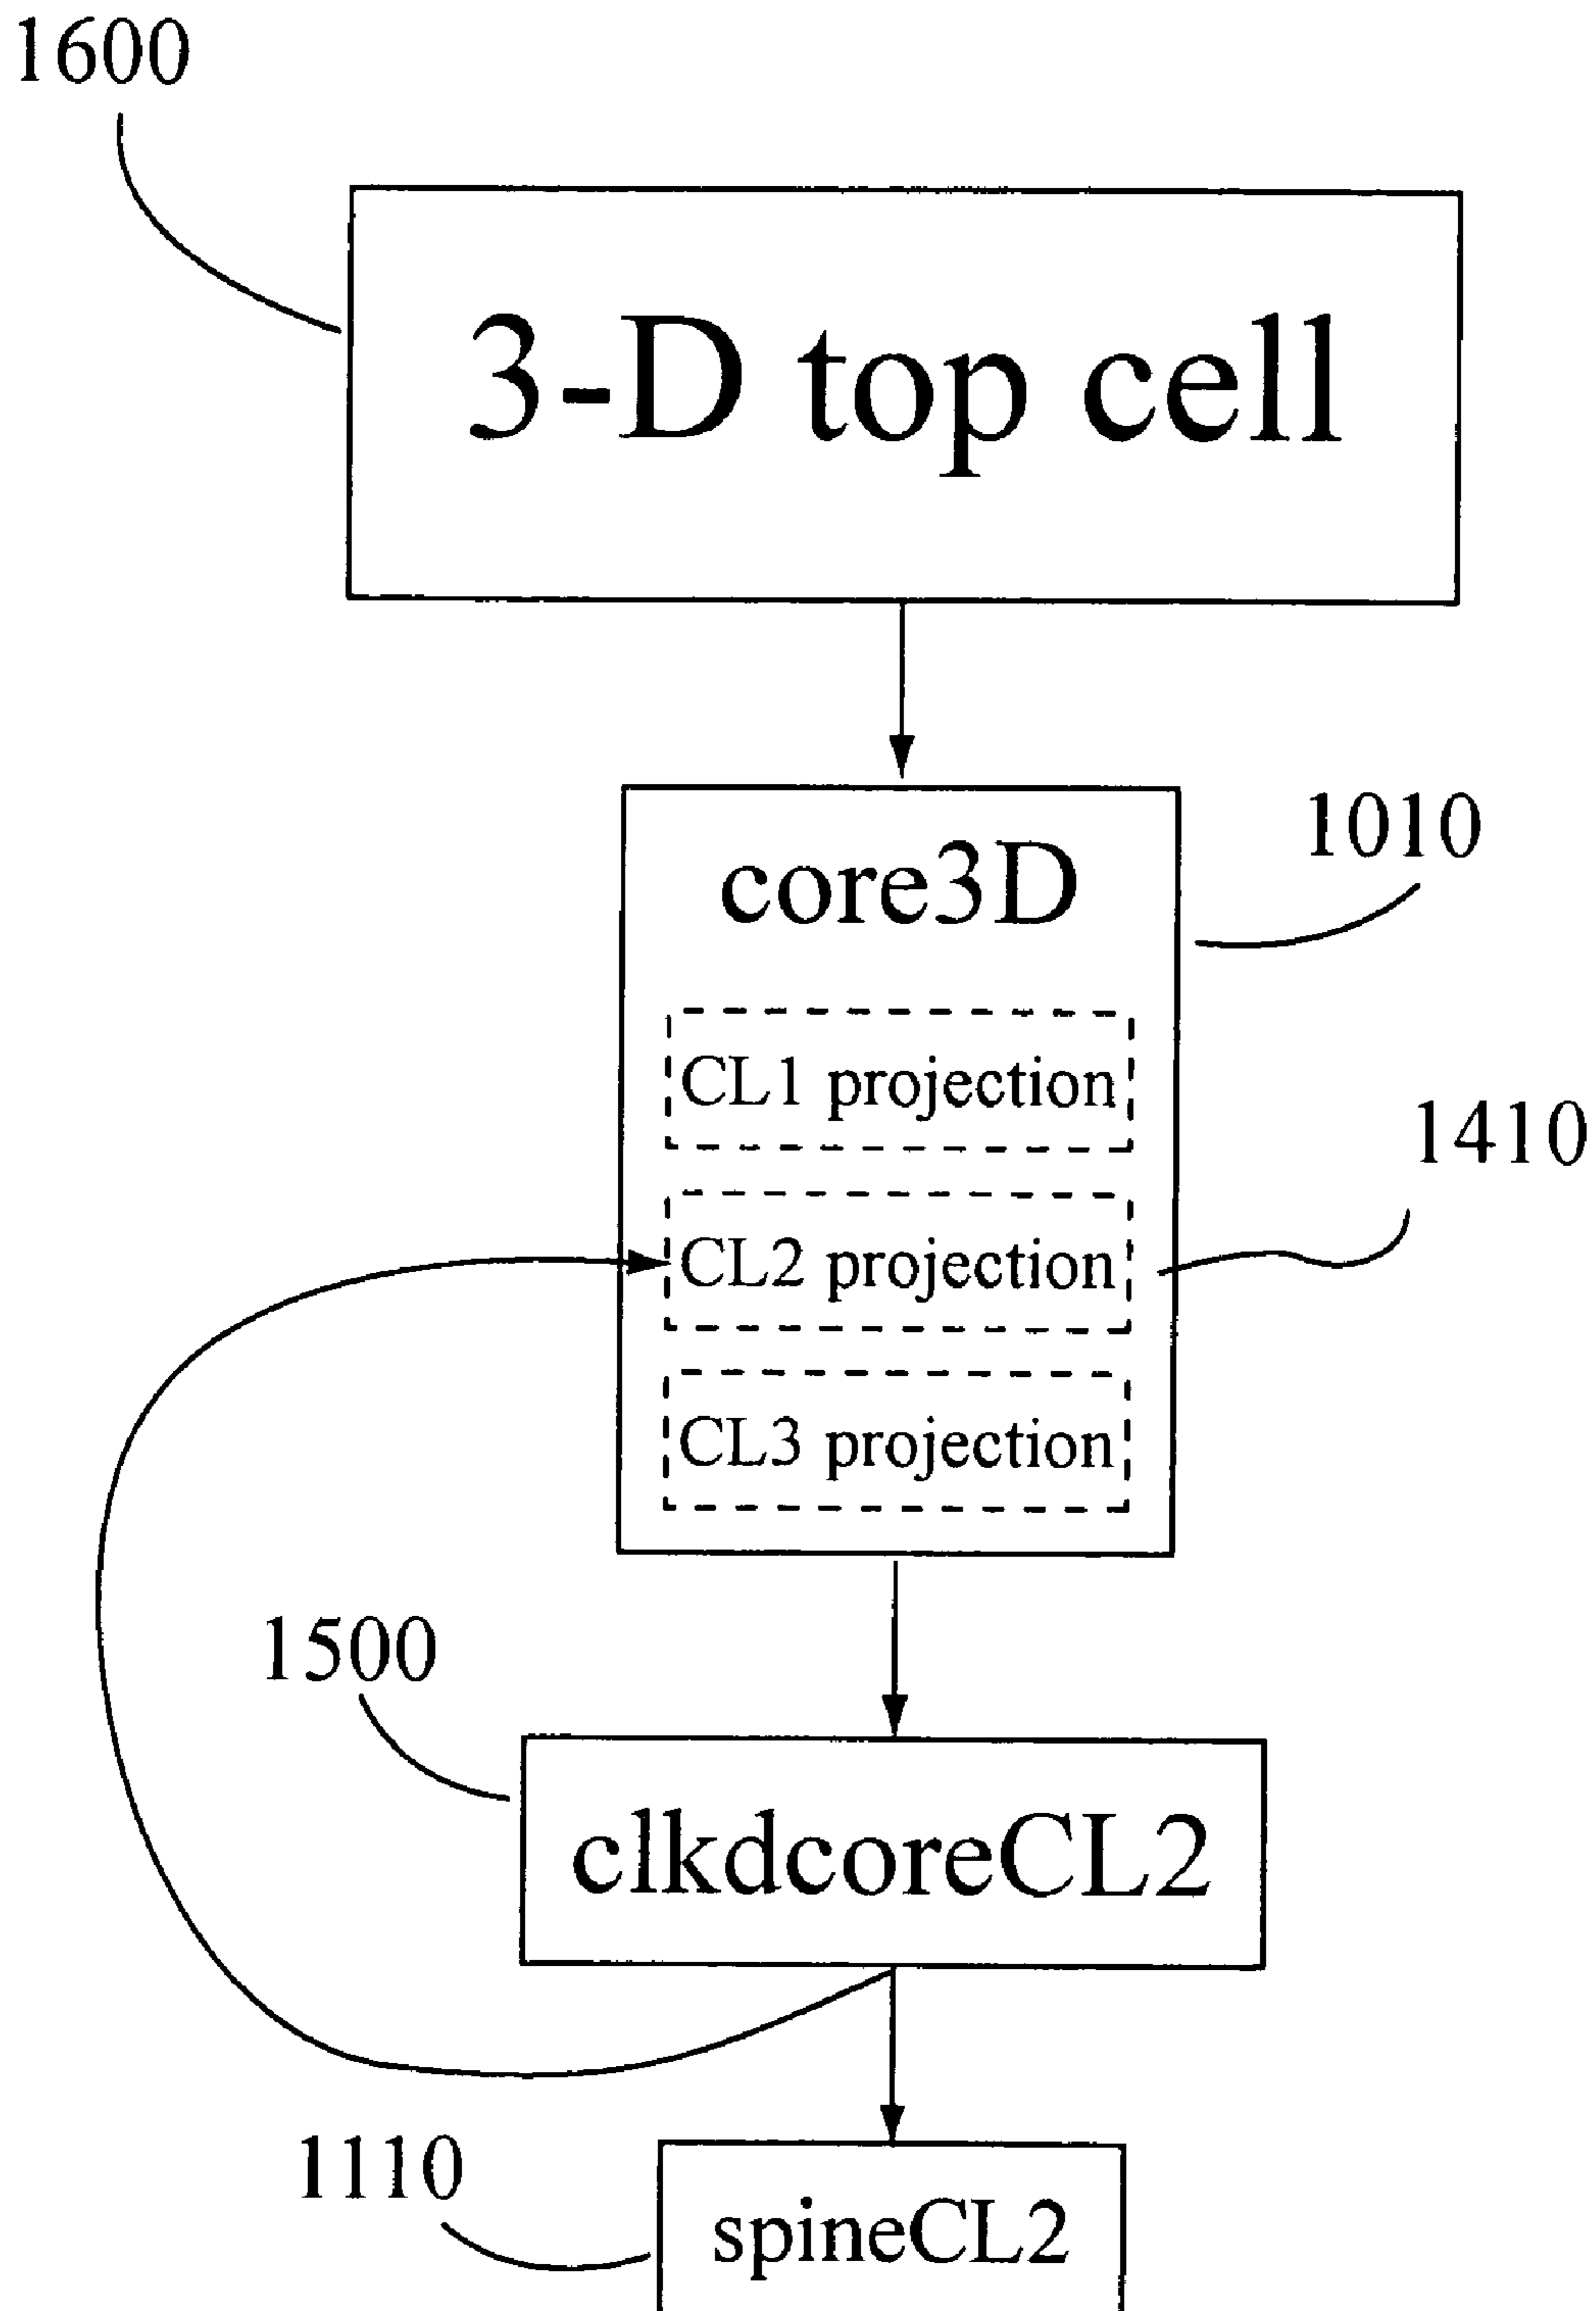 1600
3-D top cell
core3D
1010
CL1 projection
1410
CL2 projection
CL3 projection
1500
clkdcoreCL2
1110
spineCL2